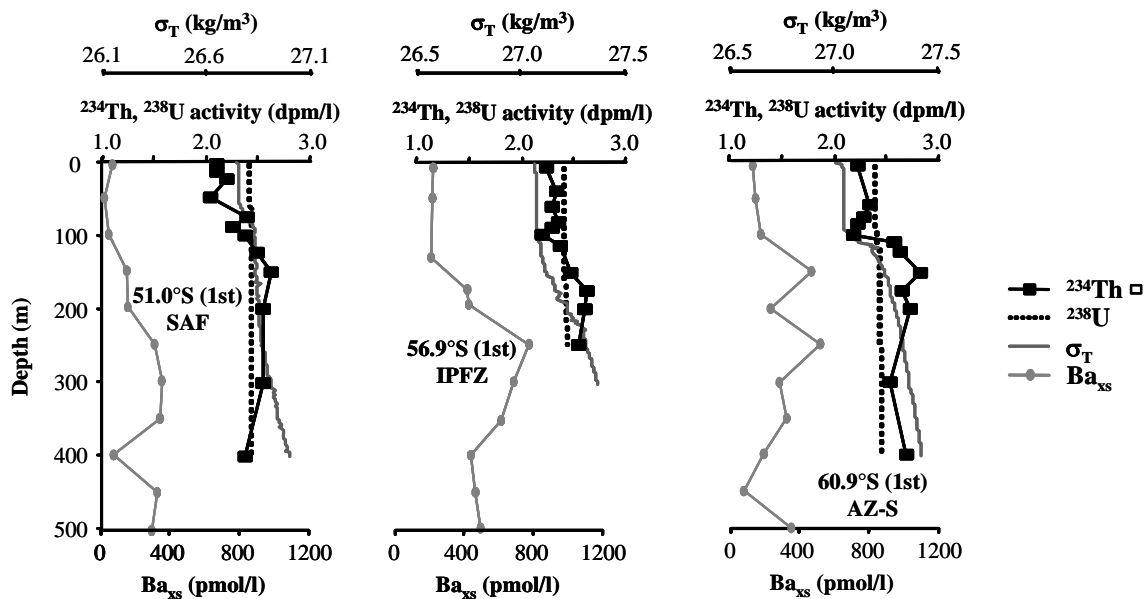 σT (kg/m³) σT (kg/m³) σT (kg/m³)
26.1 26.6 27.1 26.5 27.0 27.5 26.5 27.0 27.5
²³⁴Th, ²³⁸U activity (dpm/l) ²³⁴Th, ²³⁸U activity (dpm/l) ²³⁴Th, ²³⁸U activity (dpm/l)
1.0 2.0 3.0 1.0 2.0 3.0 1.0 2.0 3.0
0
100
200
300
400
500
Depth (m)
51.0°S (1st)
SAF
56.9°S (1st)
IPFZ
60.9°S (1st)
AZ-S
²³⁴Th
²³⁸U
σT
Baxs
0 400 800 1200 0 400 800 1200 0 400 800 1200
Baxs (pmol/l) Baxs (pmol/l) Baxs (pmol/l)